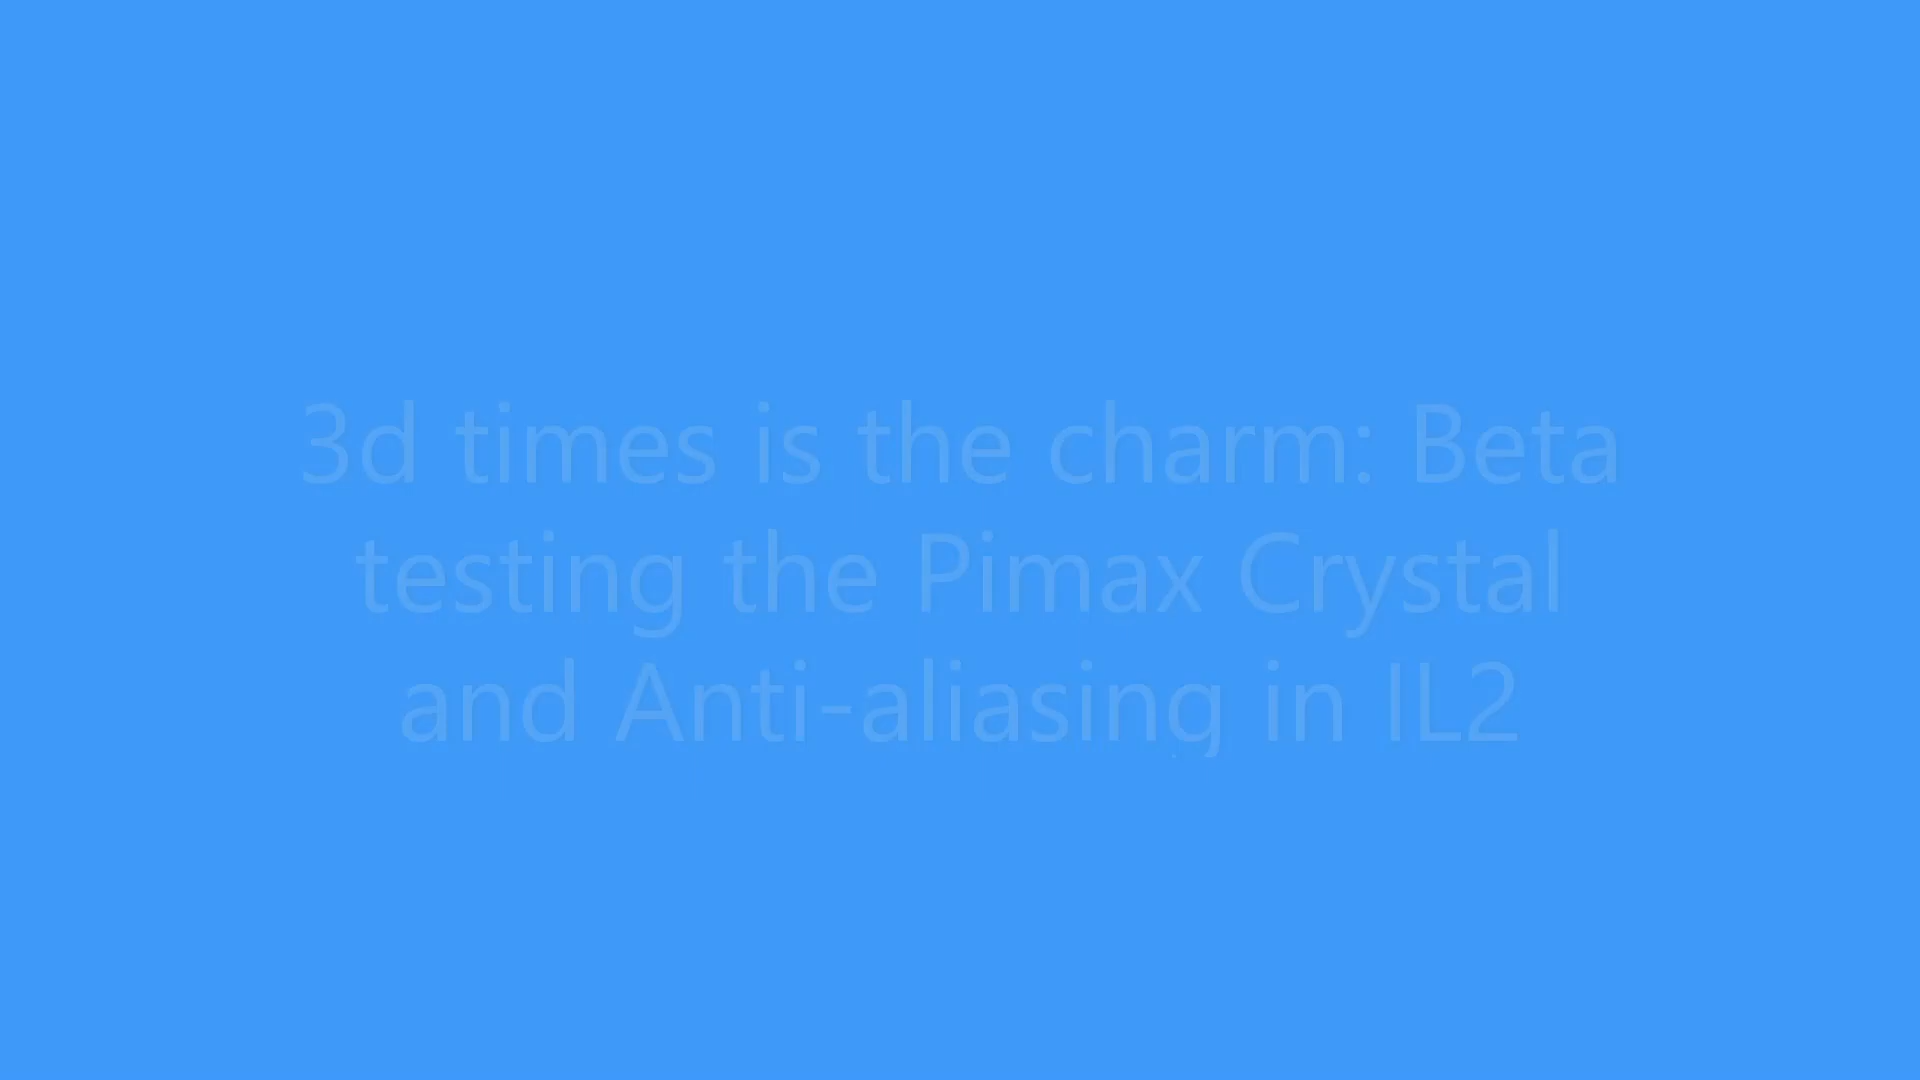 3d times is the charm: Beta
testing the Pimax Crystal
and Anti-aliasing in IL2